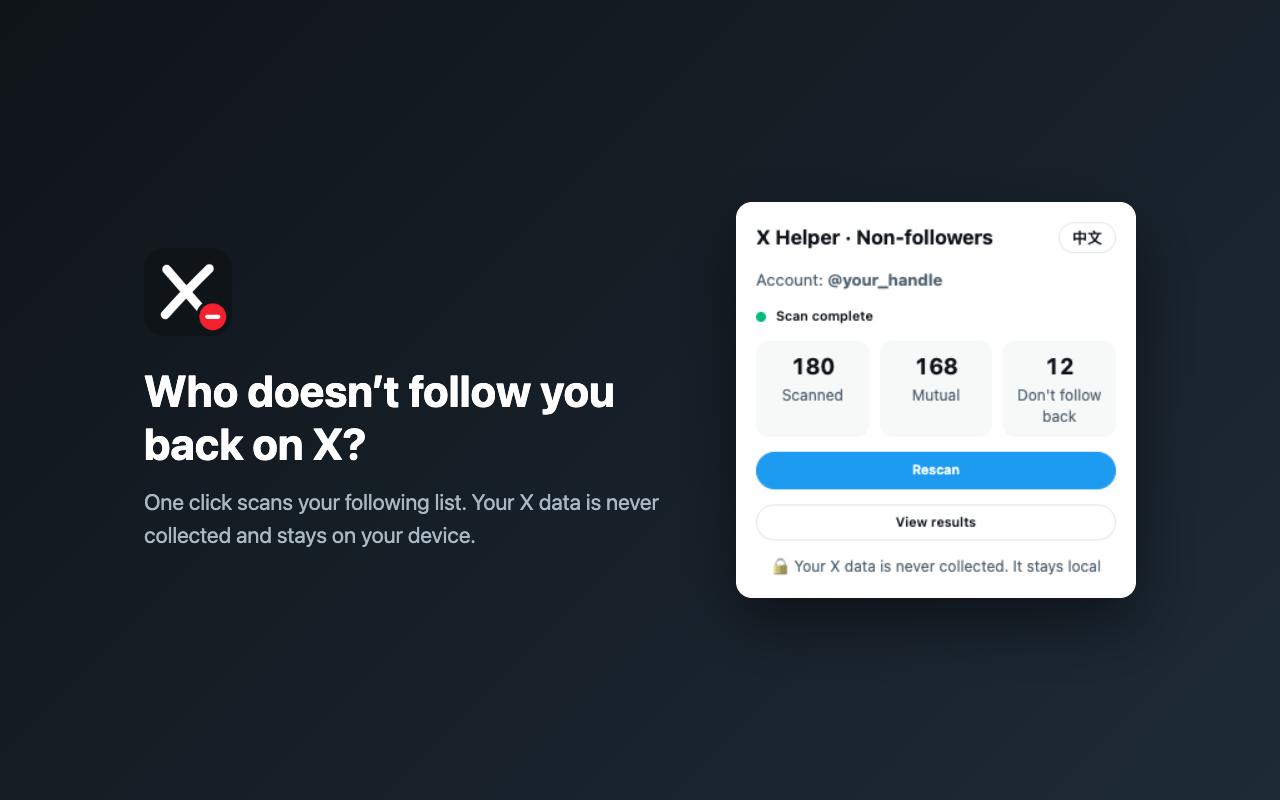 Who doesn’t follow you
back on X?
One click scans your following list. Your X data is never
collected and stays on your device.
X Helper · Non-followers
中文
Account: @your_handle
Scan complete
180
Scanned
168
Mutual
12
Don't follow
back
Rescan
View results
🔒 Your X data is never collected. It stays local